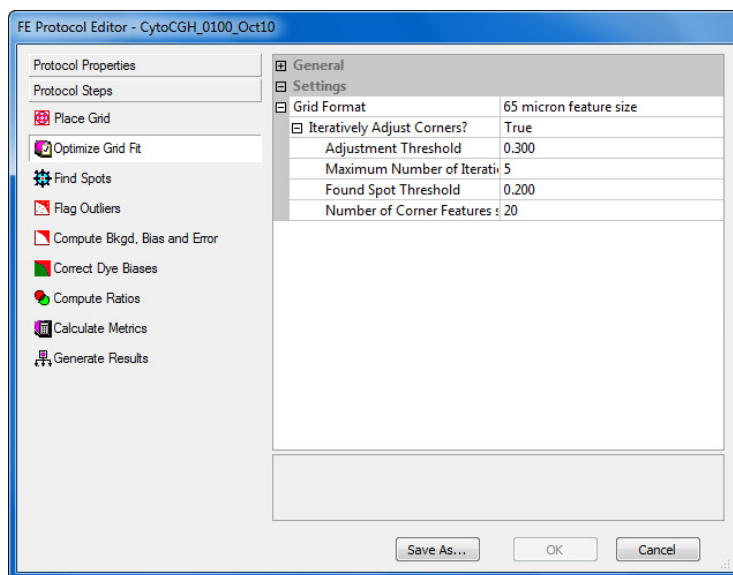 FE Protocol Editor - CytoCGH_0100_Oct10
Protocol Properties
Protocol Steps
Place Grid
Optimize Grid Fit
Find Spots
Flag Outliers
Compute Bkgd, Bias and Error
Correct Dye Biases
Compute Ratios
Calculate Metrics
Generate Results
General
Settings
Grid Format 65 micron feature size
Iteratively Adjust Corners? True
Adjustment Threshold 0.300
Maximum Number of Iterati 5
Found Spot Threshold 0.200
Number of Corner Features s 20
Save As...
OK
Cancel